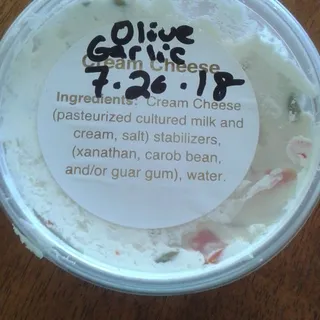 Olive
Garlic
Cream Cheese
7.26.18
Ingredients: Cream Cheese
(pasteurized cultured milk and
cream, salt) stabilizers,
(xanathan, carob bean,
and/or guar gum), water.